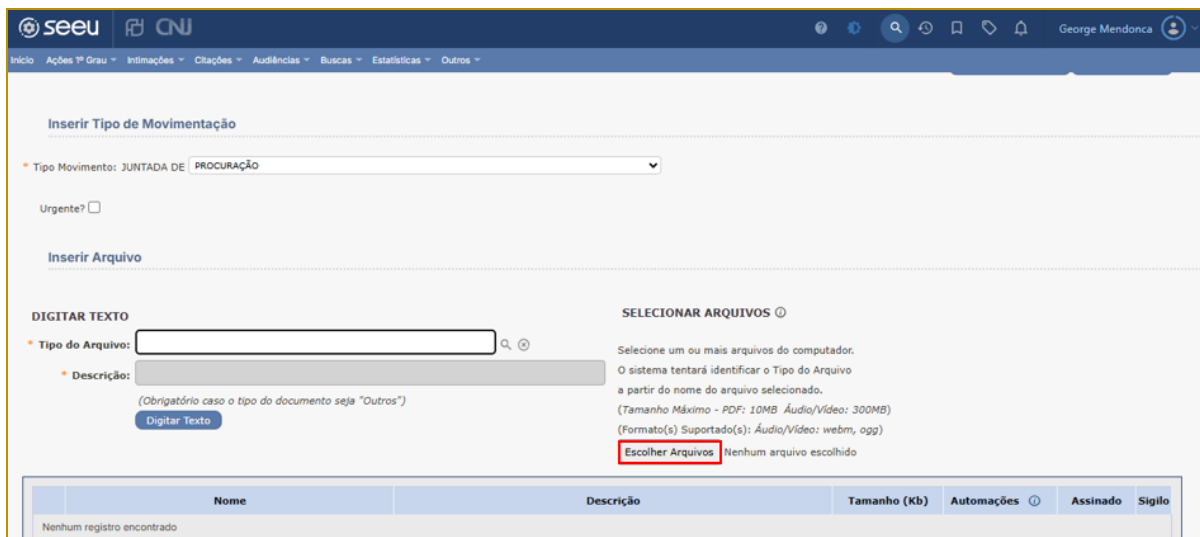 seeu CNJ George Mendonca
Início Ações 1º Grau Intimações Citações Audiências Buscas Estatísticas Outros
Inserir Tipo de Movimentação
* Tipo Movimento: JUNTADA DE PROCURAÇÃO
Urgente?
Inserir Arquivo
DIGITAR TEXTO
* Tipo do Arquivo:
* Descrição:
(Obrigatório caso o tipo do documento seja "Outros")
Digitar Texto
SELECIONAR ARQUIVOS
Selecione um ou mais arquivos do computador.
O sistema tentará identificar o Tipo do Arquivo
a partir do nome do arquivo selecionado.
(Tamanho Máximo - PDF: 10MB Áudio/Vídeo: 300MB)
(Formato(s) Suportado(s): Áudio/Vídeo: webm, ogg)
Escolher Arquivos Nenhum arquivo escolhido
Nome Descrição Tamanho (Kb) Automações Assinado Sigilo
Nenhum registro encontrado